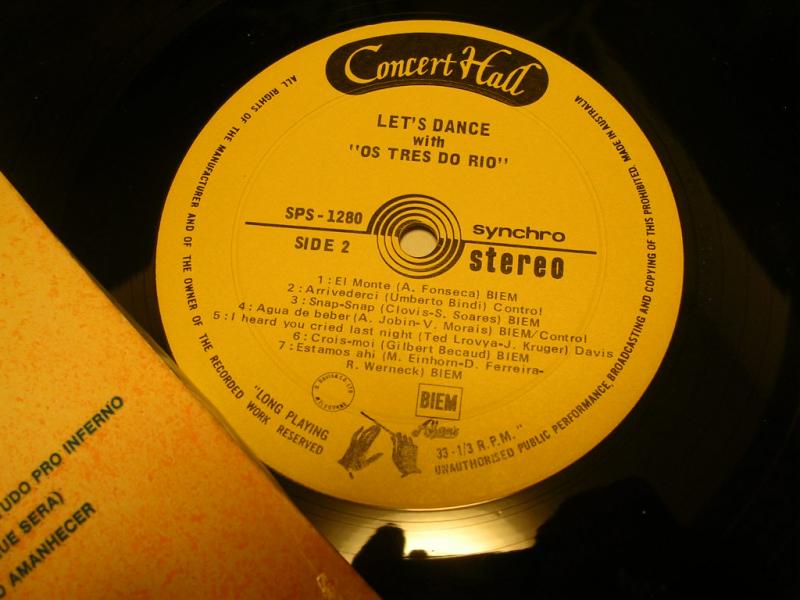 Concert Hall
LET'S DANCE
with
"OS TRES DO RIO"
SPS - 1280
SIDE 2
synchro
stereo
1 : El Monte (A. Fonseca) BIEM
2 : Arrivederci (Umberto Bindi) Control
3 : Snap-Snap (Clovis-S. Soares) BIEM
4 : Agua de beber (A. Jobin-V. Morais) BIEM/Control
5 : I heard you cried last night (Ted Lrovya-J. Kruger) Davis
6 : Crois-moi (Gilbert Becaud) BIEM
7 : Estamos ahi (M. Einhorn-D. Ferreira-
R. Werneck) BIEM
BIEM
"LONG PLAYING
33 - 1/3 R.P.M."
ALL RIGHTS OF THE MANUFACTURER AND OF THE OWNER OF THE RECORDED WORK RESERVED
UNAUTHORISED PUBLIC PERFORMANCE, BROADCASTING AND COPYING OF THIS PROHIBITED. MADE IN AUSTRALIA
TUDO PRO INFERNO
QUE SERA)
AMANHECER